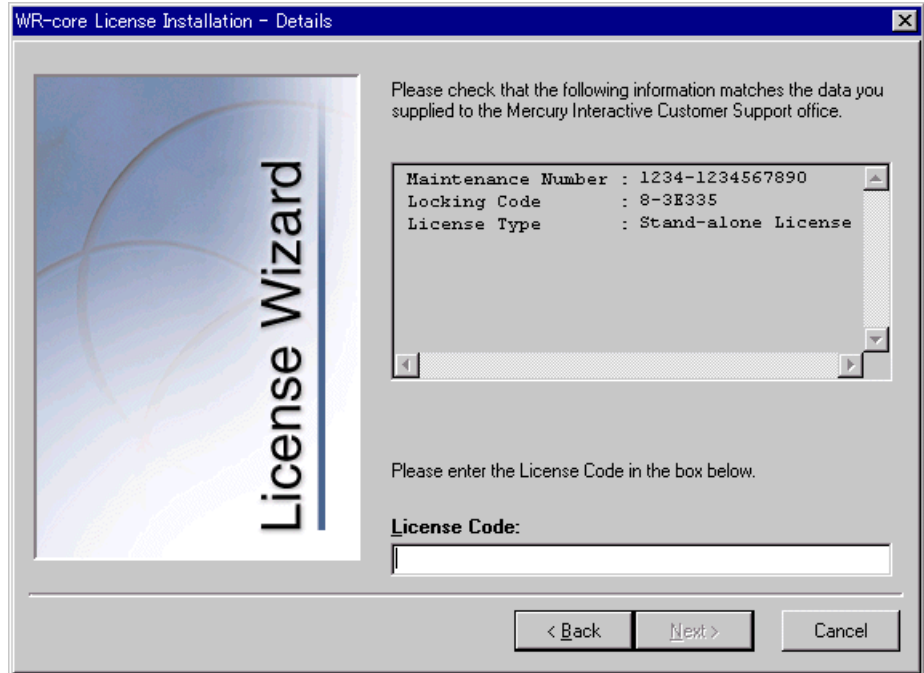 WR-core License Installation - Details
License Wizard
Please check that the following information matches the data you
supplied to the Mercury Interactive Customer Support office.
Maintenance Number : 1234-1234567890
Locking Code : 8-3E335
License Type : Stand-alone License
Please enter the License Code in the box below.
License Code:
< Back
Next >
Cancel